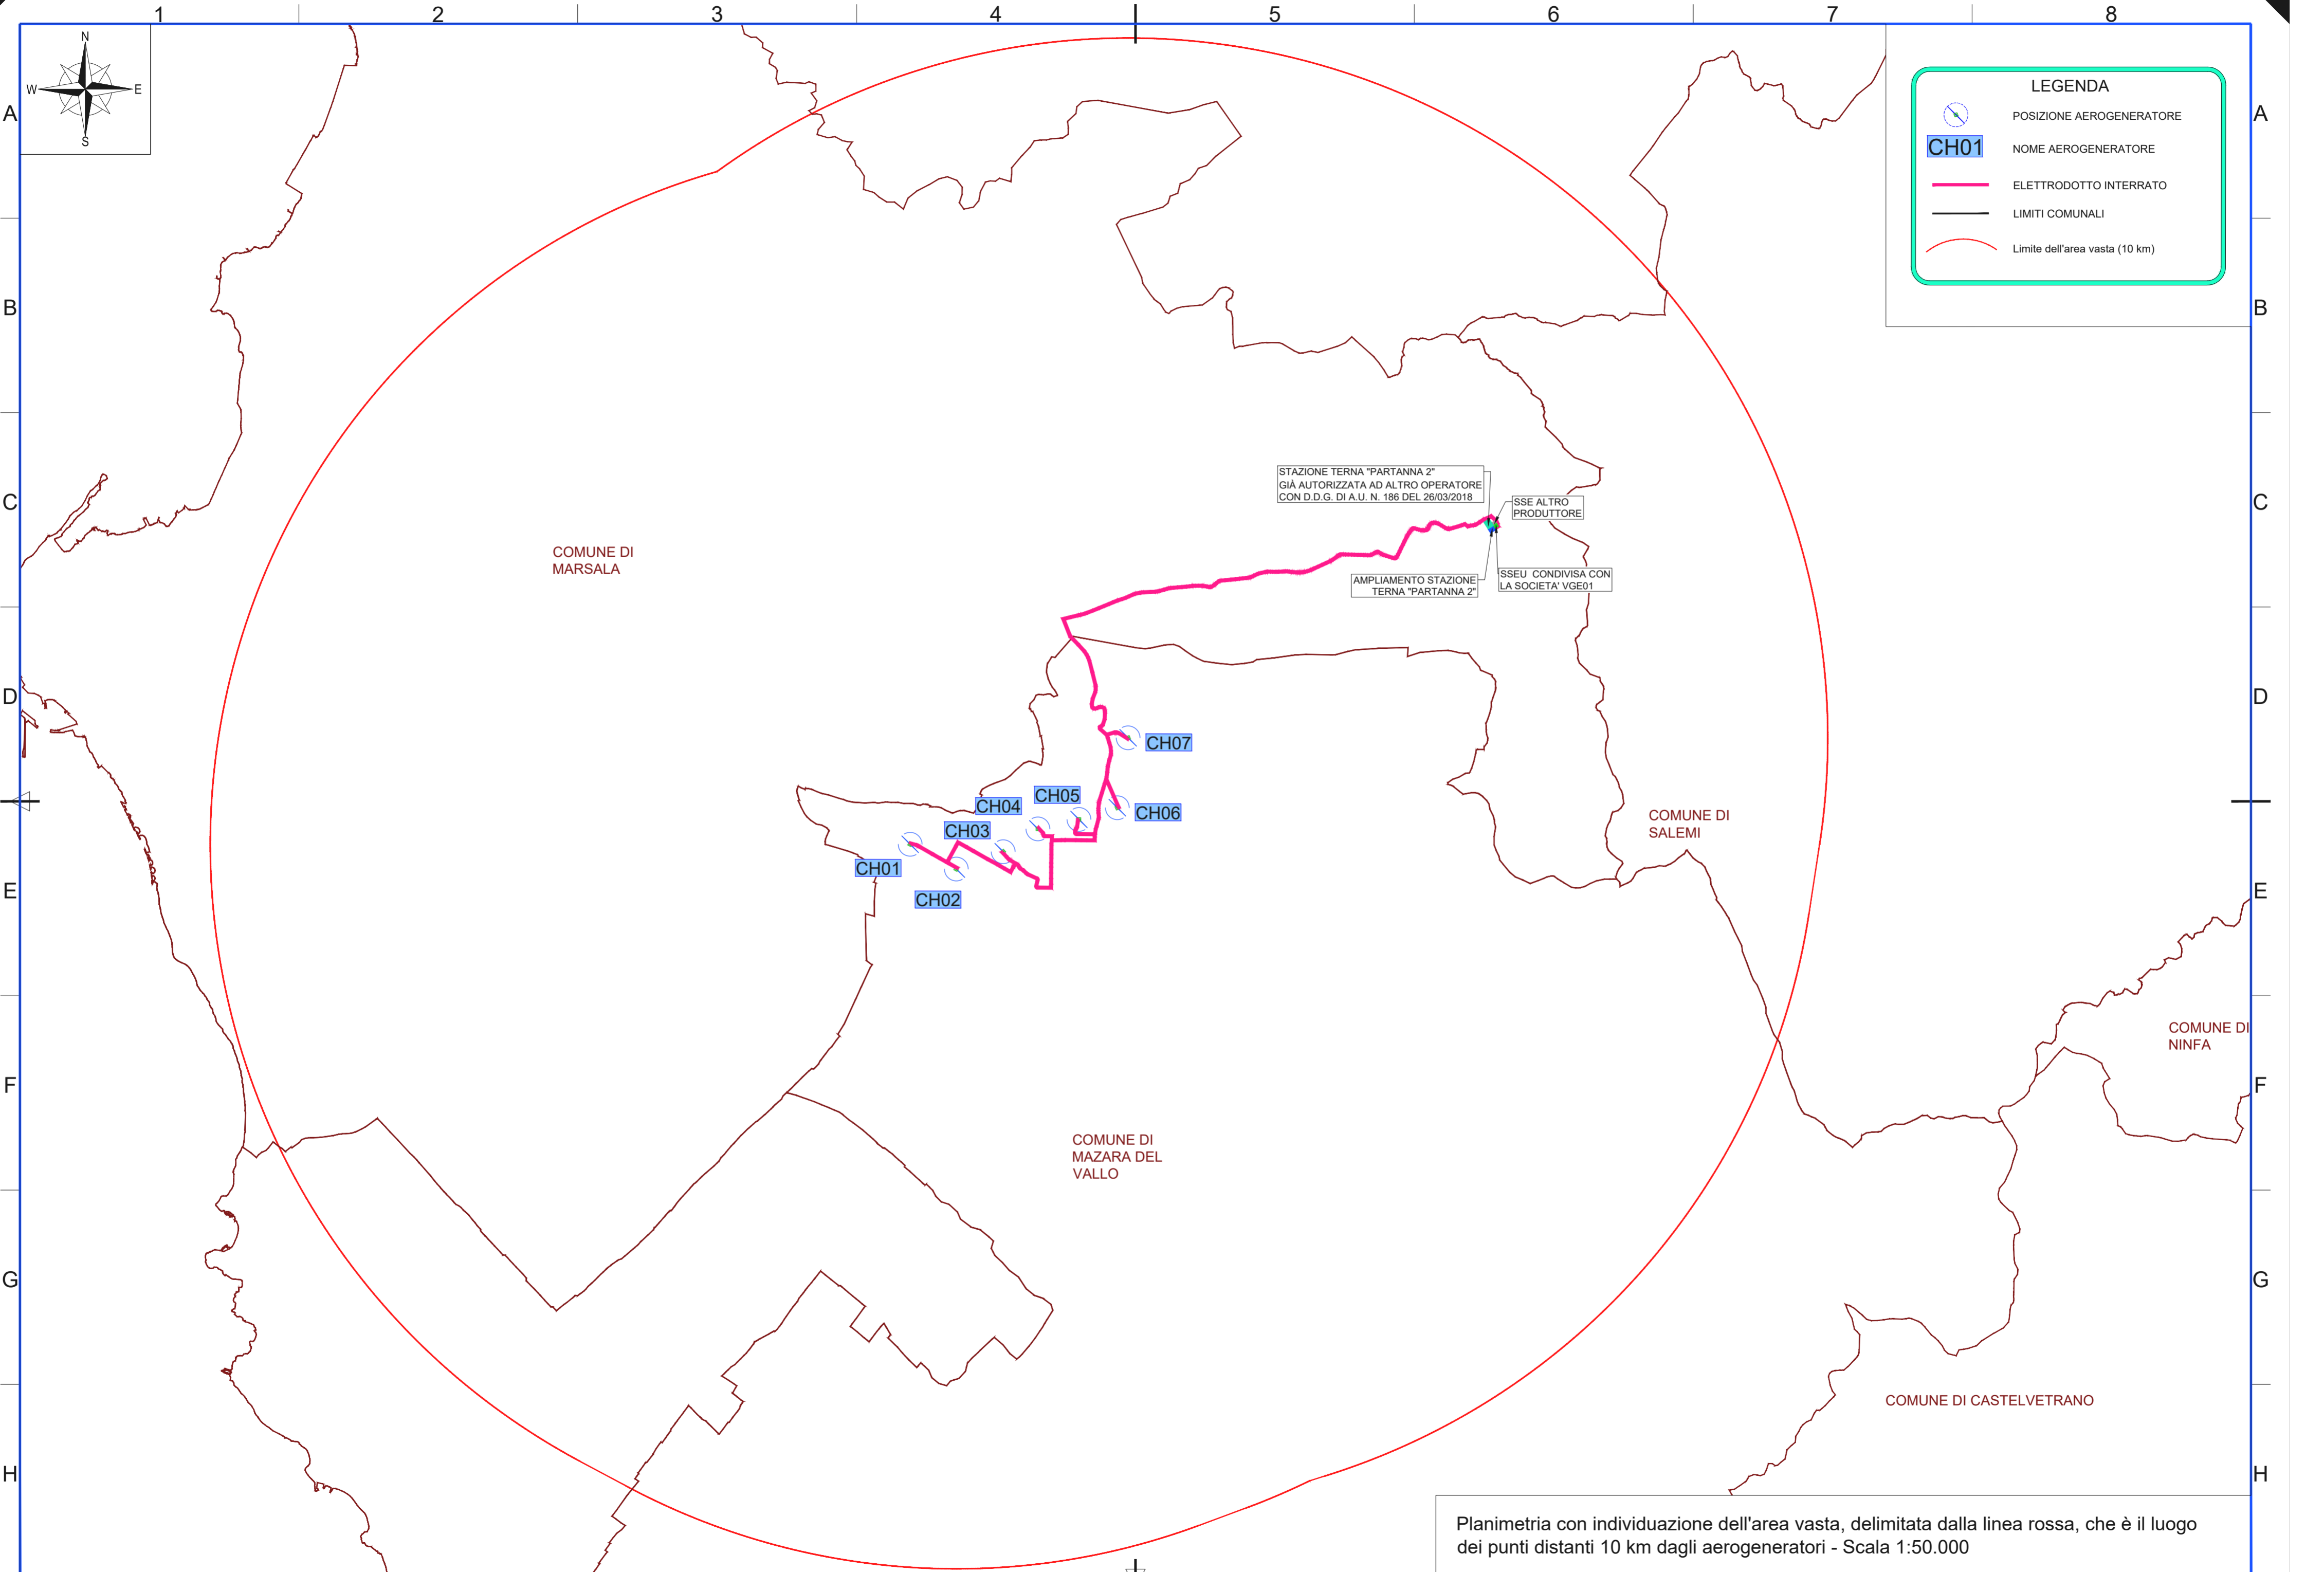 1 2 3 4 5 6 7 8
N
W E
S
LEGENDA
POSIZIONE AEROGENERATORE
CH01 NOME AEROGENERATORE
ELETTRODOTTO INTERRATO
LIMITI COMUNALI
Limite dell'area vasta (10 km)
A A
B B
C C
STAZIONE TERNA "PARTANNA 2"
GIÀ AUTORIZZATA AD ALTRO OPERATORE
CON D.D.G. DI A.U. N. 186 DEL 26/03/2018
SSE ALTRO
PRODUTTORE
COMUNE DI
MARSALA
AMPLIAMENTO STAZIONE
TERNA "PARTANNA 2"
SSEU CONDIVISA CON
LA SOCIETA' VGE01
D D
CH07
CH05
CH04
CH06
CH03
CH01
CH02
COMUNE DI
SALEMI
E E
COMUNE DI
NINFA
F F
COMUNE DI
MAZARA DEL
VALLO
G G
COMUNE DI CASTELVETRANO
H H
Planimetria con individuazione dell'area vasta, delimitata dalla linea rossa, che è il luogo
dei punti distanti 10 km dagli aerogeneratori - Scala 1:50.000